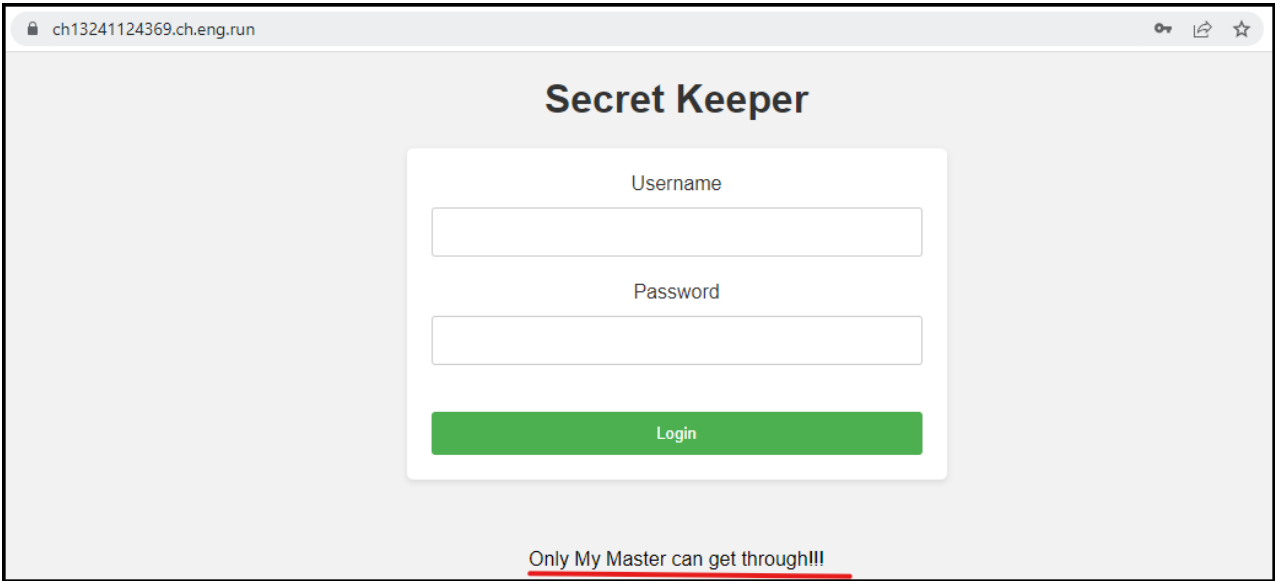 ch13241124369.ch.eng.run
Secret Keeper
Username
Password
Login
Only My Master can get through!!!